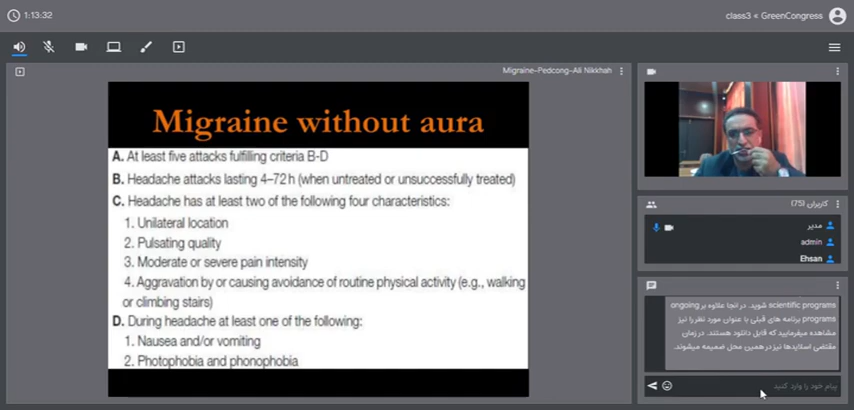 1:13:32
class3 « GreenCongress
Migraine-Pedcong-Ali Nikkhah
Migraine without aura
A. At least five attacks fulfilling criteria B-D
B. Headache attacks lasting 4–72 h (when untreated or unsuccessfully treated)
C. Headache has at least two of the following four characteristics:
1. Unilateral location
2. Pulsating quality
3. Moderate or severe pain intensity
4. Aggravation by or causing avoidance of routine physical activity (e.g., walking
or climbing stairs)
D. During headache at least one of the following:
1. Nausea and/or vomiting
2. Photophobia and phonophobia
کاربران (75)
مدیر
admin
Ehsan
scientific programs شوید. در آنجا علاوه بر ongoing
programs برنامه های قبلی با عنوان مورد نظر را نیز
مشاهده میفرمایید که قابل دانلود هستند. در زمان
مقتضی اسلایدها نیز در همین محل ضمیمه میشوند.
پیام خود را وارد کنید